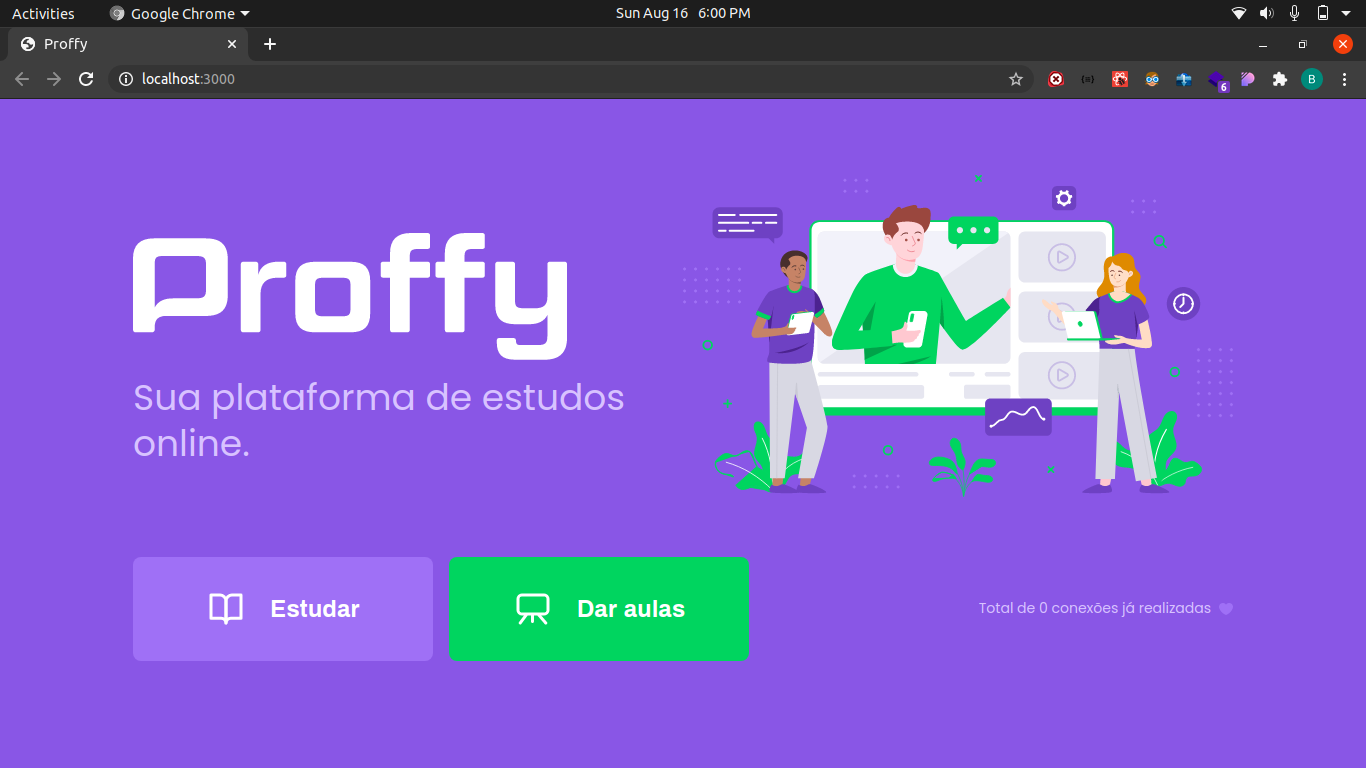 Activities Google Chrome Sun Aug 16 6:00 PM
Proffy
localhost:3000 {≡} 6 B
Proffy
Sua plataforma de estudos
online.
Estudar Dar aulas Total de 0 conexões já realizadas